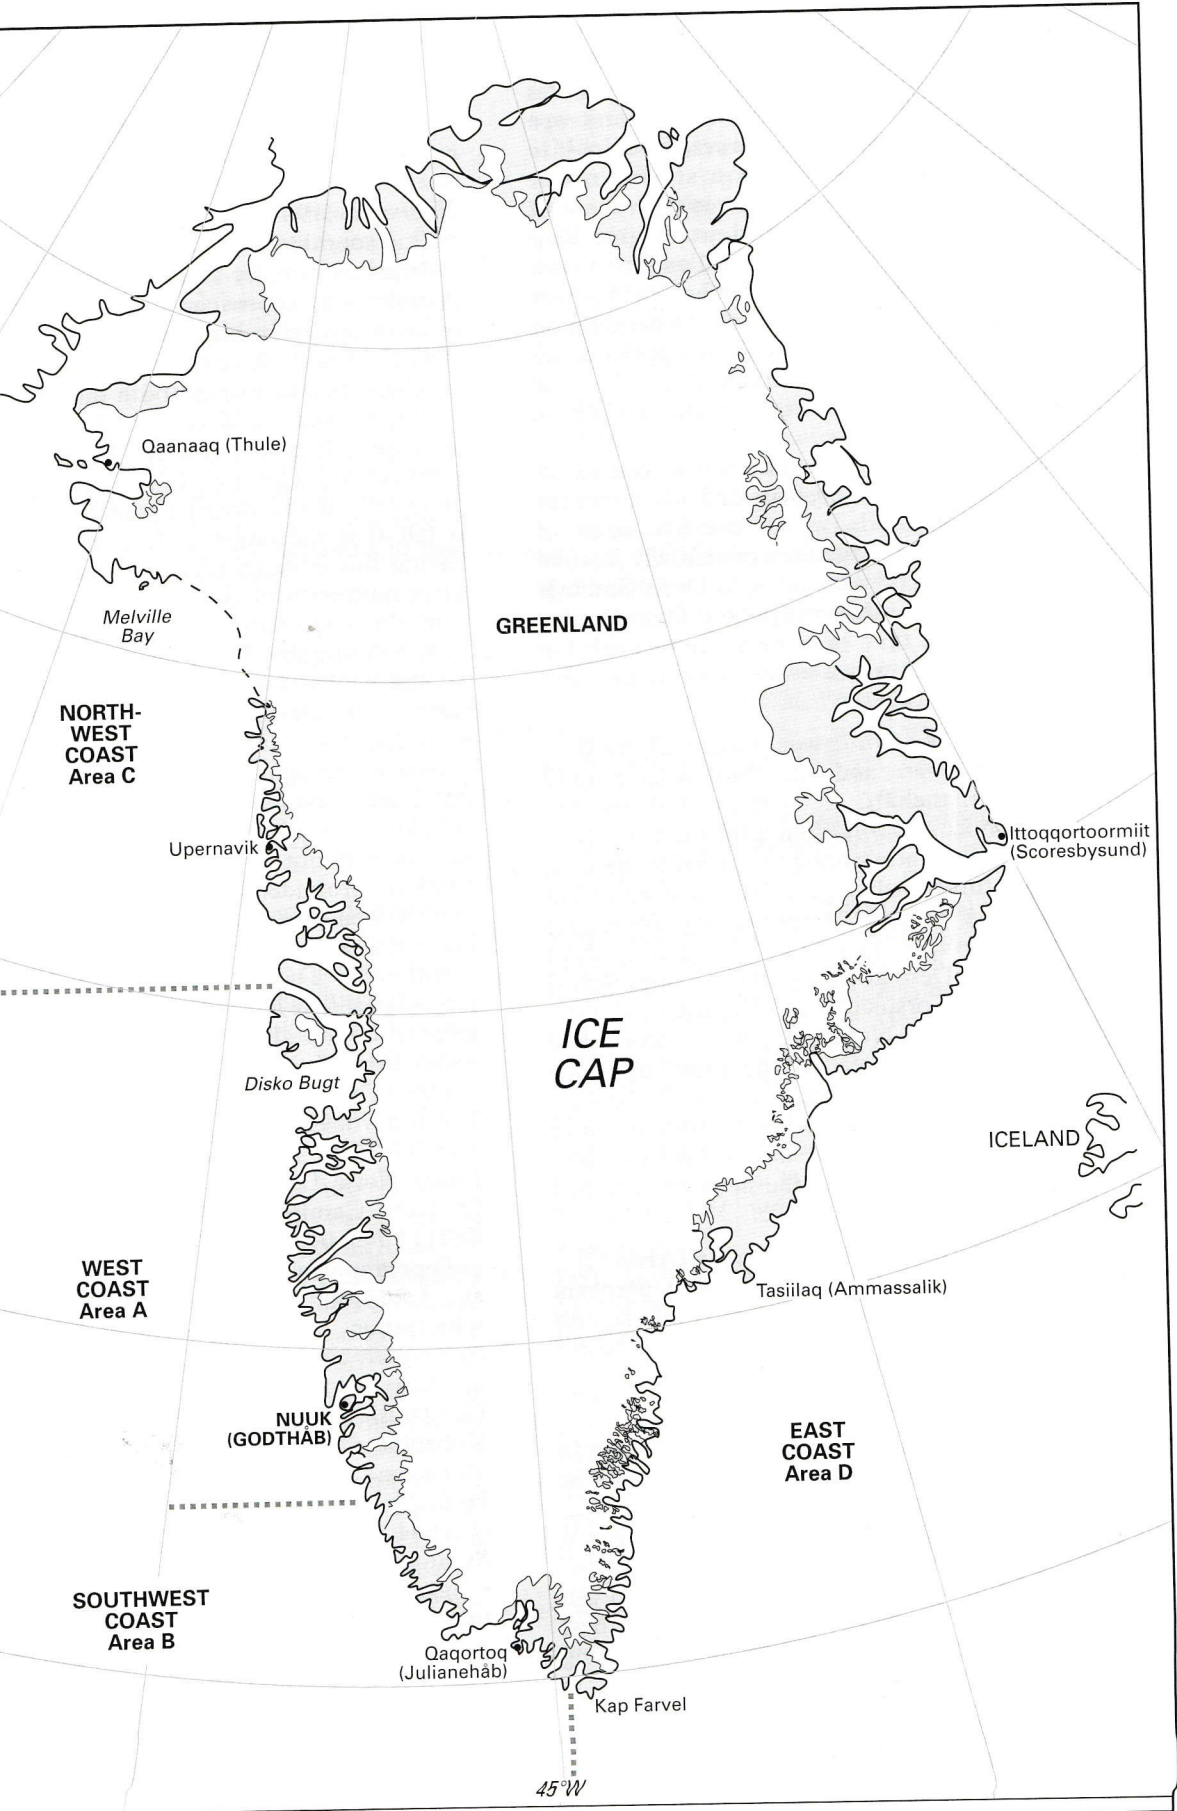 Qaanaaq (Thule)
Melville
Bay
GREENLAND
NORTH-
WEST
COAST
Area C
Upernavik
Ittoqqortoormiit
(Scoresbysund)
ICE
CAP
Disko Bugt
ICELAND
WEST
COAST
Area A
Tasiilaq (Ammassalik)
NUUK
(GODTHÅB)
EAST
COAST
Area D
SOUTHWEST
COAST
Area B
Qaqortoq
(Julianehåb)
Kap Farvel
45°W